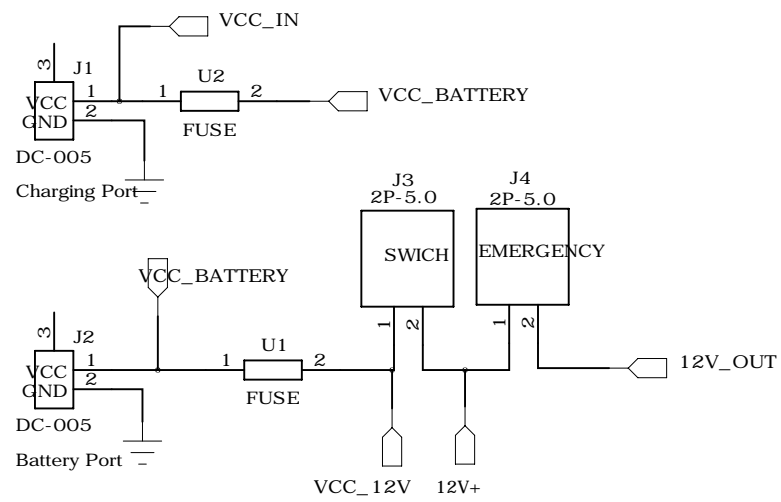 VCC_IN
3
J1
VCC
GND
1
2
1
U2
2
FUSE
VCC_BATTERY
DC-005
Charging Port
J3
2P-5.0
SWICH
1
2
J4
2P-5.0
EMERGENCY
1
2
VCC_BATTERY
3
J2
VCC
GND
1
2
1
U1
2
FUSE
12V_OUT
DC-005
Battery Port
VCC_12V
12V+